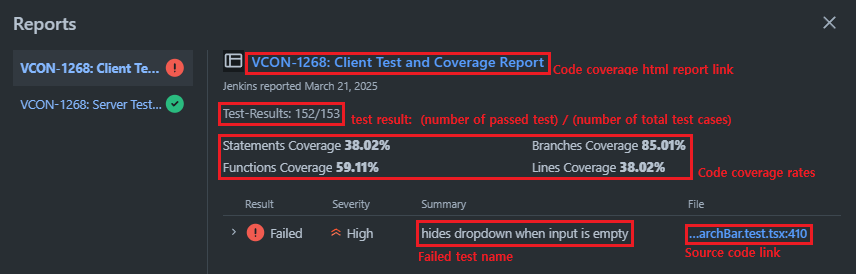 Reports
VCON-1268: Client Te...
VCON-1268: Server Test...
VCON-1268: Client Test and Coverage Report
Code coverage html report link
Jenkins reported March 21, 2025
Test-Results: 152/153
test result: (number of passed test) / (number of total test cases)
Statements Coverage 38.02%
Branches Coverage 85.01%
Functions Coverage 59.11%
Lines Coverage 38.02%
Code coverage rates
Result Severity Summary File
Failed High hides dropdown when input is empty ...archBar.test.tsx:410
Failed test name
Source code link